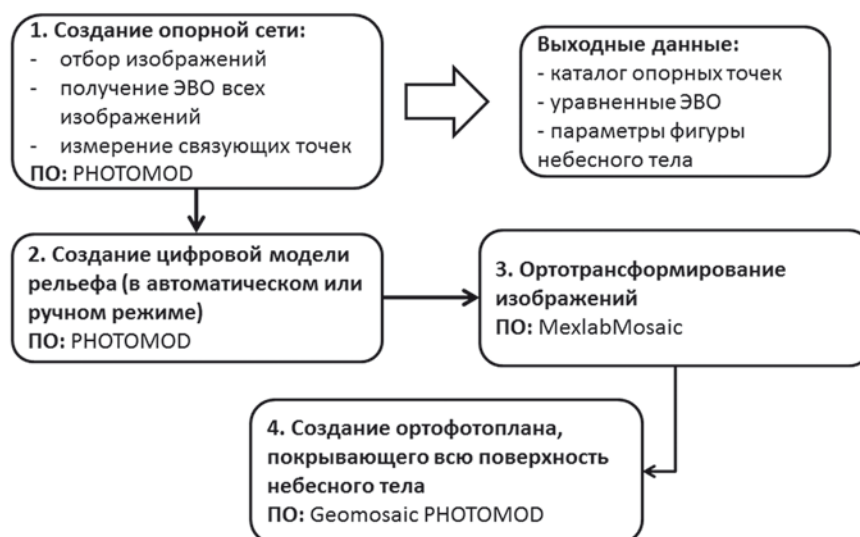 1. Создание опорной сети:
- отбор изображений
- получение ЭВО всех
изображений
- измерение связующих точек
ПО: PHOTOMOD
Выходные данные:
- каталог опорных точек
- уравненные ЭВО
- параметры фигуры
небесного тела
2. Создание цифровой модели
рельефа (в автоматическом или
ручном режиме)
ПО: PHOTOMOD
3. Ортотрансформирование
изображений
ПО: MexlabMosaic
4. Создание ортофотоплана,
покрывающего всю поверхность
небесного тела
ПО: Geomosaic PHOTOMOD